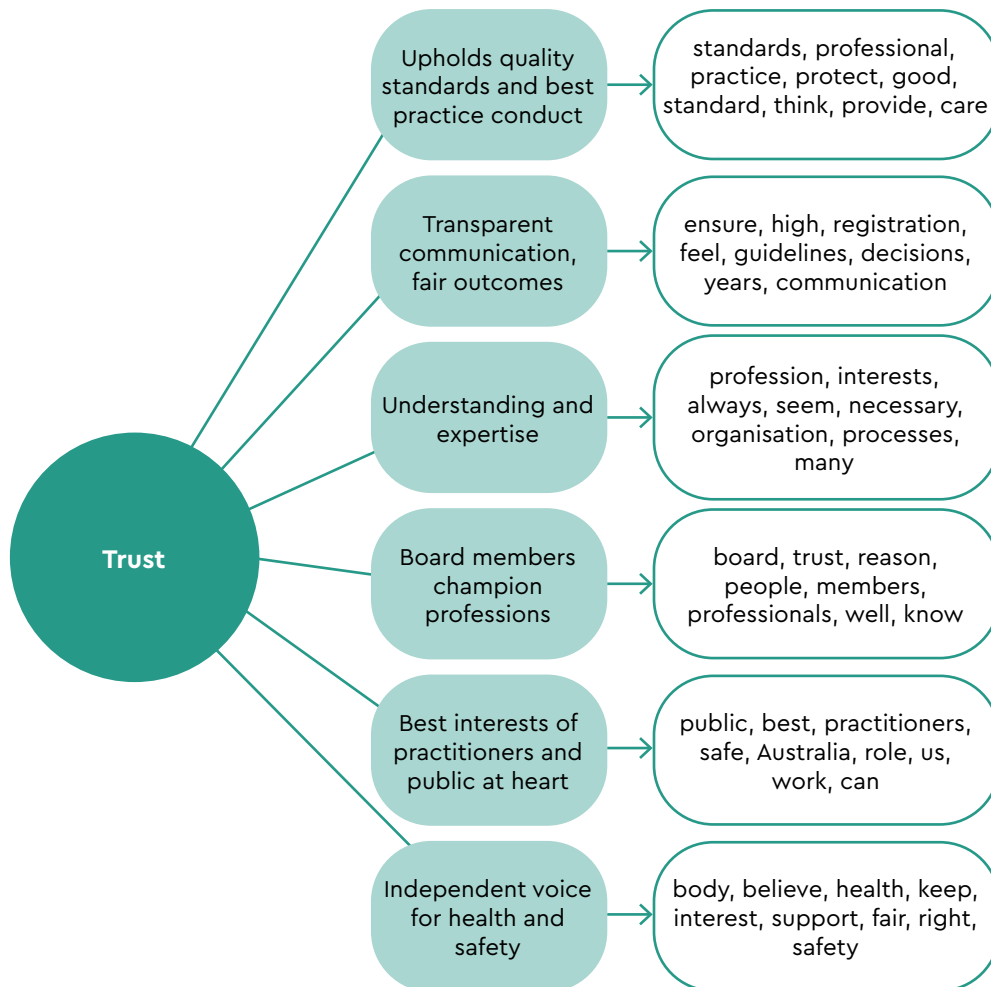 Trust
Upholds quality
standards and best
practice conduct
standards, professional,
practice, protect, good,
standard, think, provide, care
Transparent
communication,
fair outcomes
ensure, high, registration,
feel, guidelines, decisions,
years, communication
Understanding and
expertise
profession, interests,
always, seem, necessary,
organisation, processes,
many
Board members
champion
professions
board, trust, reason,
people, members,
professionals, well, know
Best interests of
practitioners and
public at heart
public, best, practitioners,
safe, Australia, role, us,
work, can
Independent voice
for health and
safety
body, believe, health, keep,
interest, support, fair, right,
safety